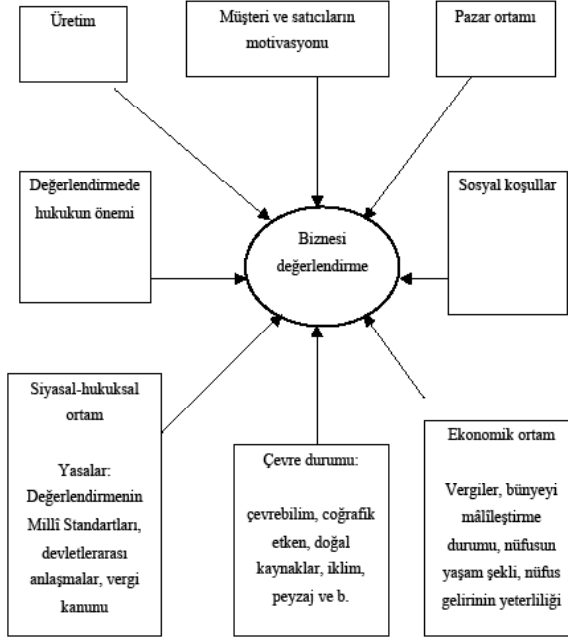 Üretim
Müşteri ve satıcıların
motivasyonu
Pazar ortamı
Değerlendirmede
hukukun önemi
Biznesi
değerlendirme
Sosyal koşullar
Siyasal-hukuksal
ortam
Yasalar:
Değerlendirmenin
Millî Standartları,
devletlerarası
anlaşmalar, vergi
kanunu
Çevre durumu:
çevrebilim, coğrafik
etken, doğal
kaynaklar, iklim,
peyzaj ve b.
Ekonomik ortam
Vergiler, bünyeyi
mâlîleştirme
durumu, nüfusun
yaşam şekli, nüfus
gelirinin yeterliliği